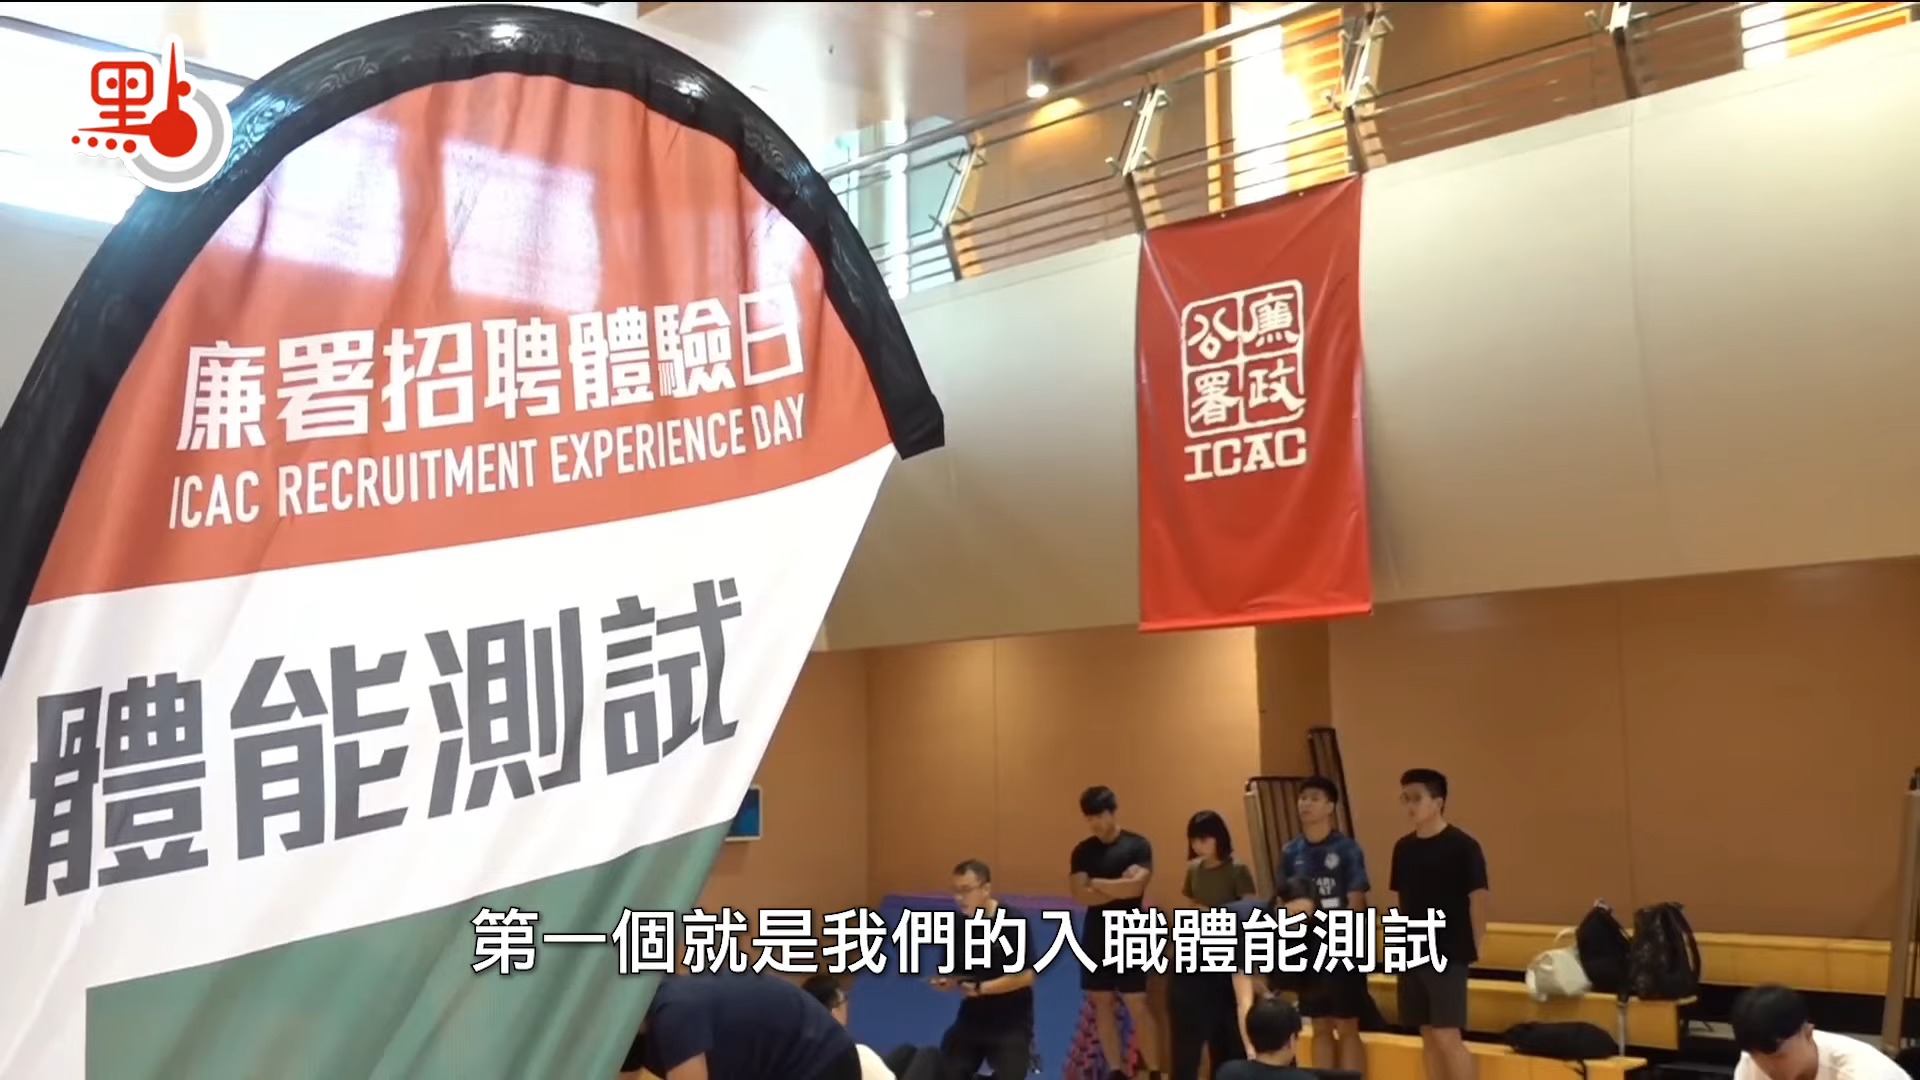 點
廉署招聘體驗日
ICAC RECRUITMENT EXPERIENCE DAY
體能測試
廉政
公署
ICAC
第一個就是我們的入職體能測試